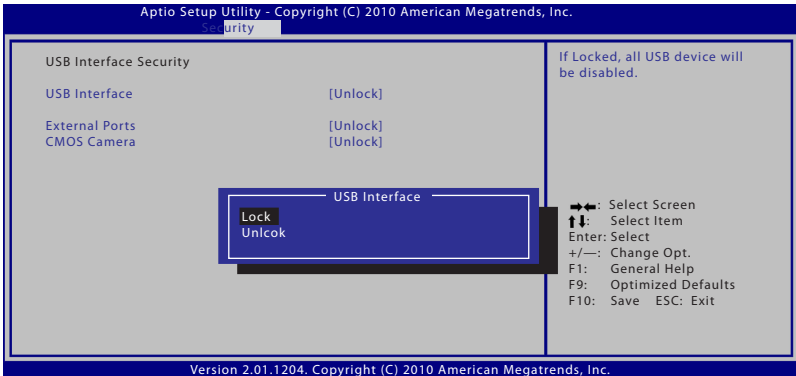 Aptio Setup Utility - Copyright (C) 2010 American Megatrends, Inc.
Security
USB Interface Security
USB Interface [Unlock]
External Ports [Unlock]
CMOS Camera [Unlock]
If Locked, all USB device will
be disabled.
USB Interface
Lock
Unlcok
→←: Select Screen
↑↓: Select Item
Enter: Select
+/—: Change Opt.
F1: General Help
F9: Optimized Defaults
F10: Save ESC: Exit
Version 2.01.1204. Copyright (C) 2010 American Megatrends, Inc.